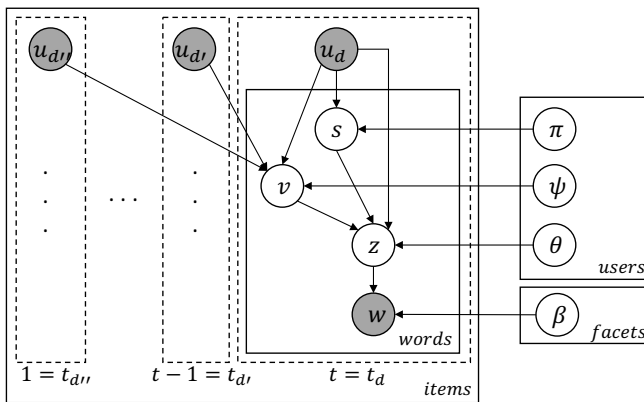 u_{d''} u_{d'} u_d
s π
v ψ
. . . . .
z θ
users
w β
words facets
1 = t_{d''} t − 1 = t_{d'} t = t_d
items